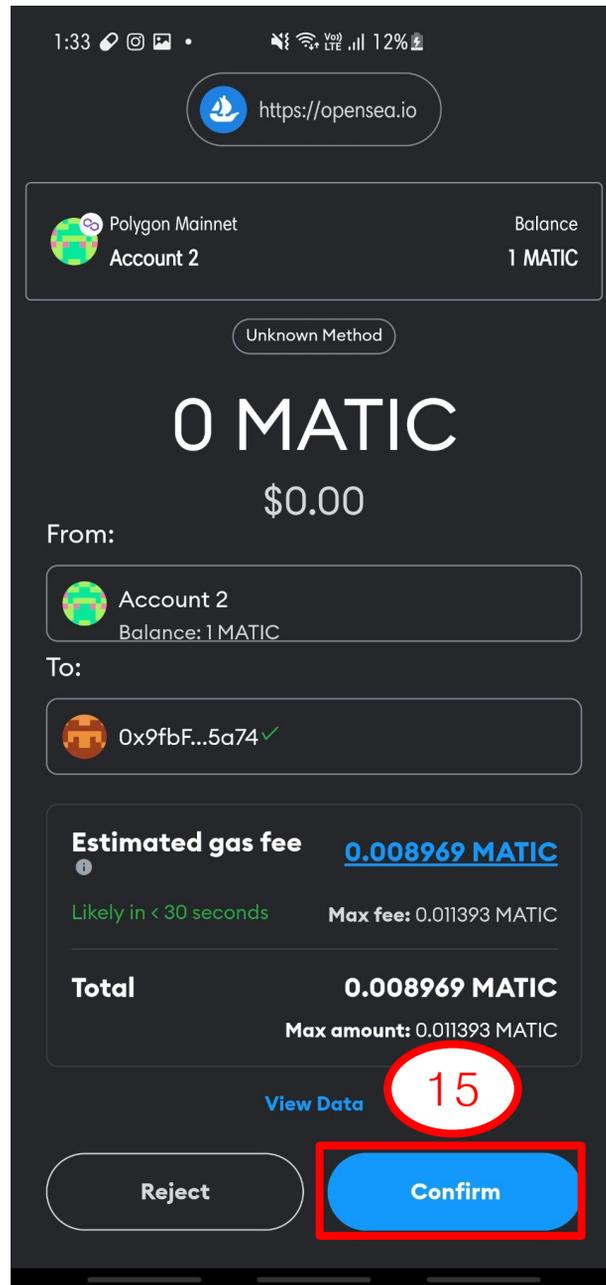 1:33 12%
Vo)) LTE
https://opensea.io
Polygon Mainnet Balance
Account 2 1 MATIC
Unknown Method
0 MATIC
$0.00
From:
Account 2
Balance: 1 MATIC
To:
0x9fbF...5a74
Estimated gas fee 0.008969 MATIC
Likely in < 30 seconds Max fee: 0.011393 MATIC
Total 0.008969 MATIC
Max amount: 0.011393 MATIC
15
View Data
Reject Confirm